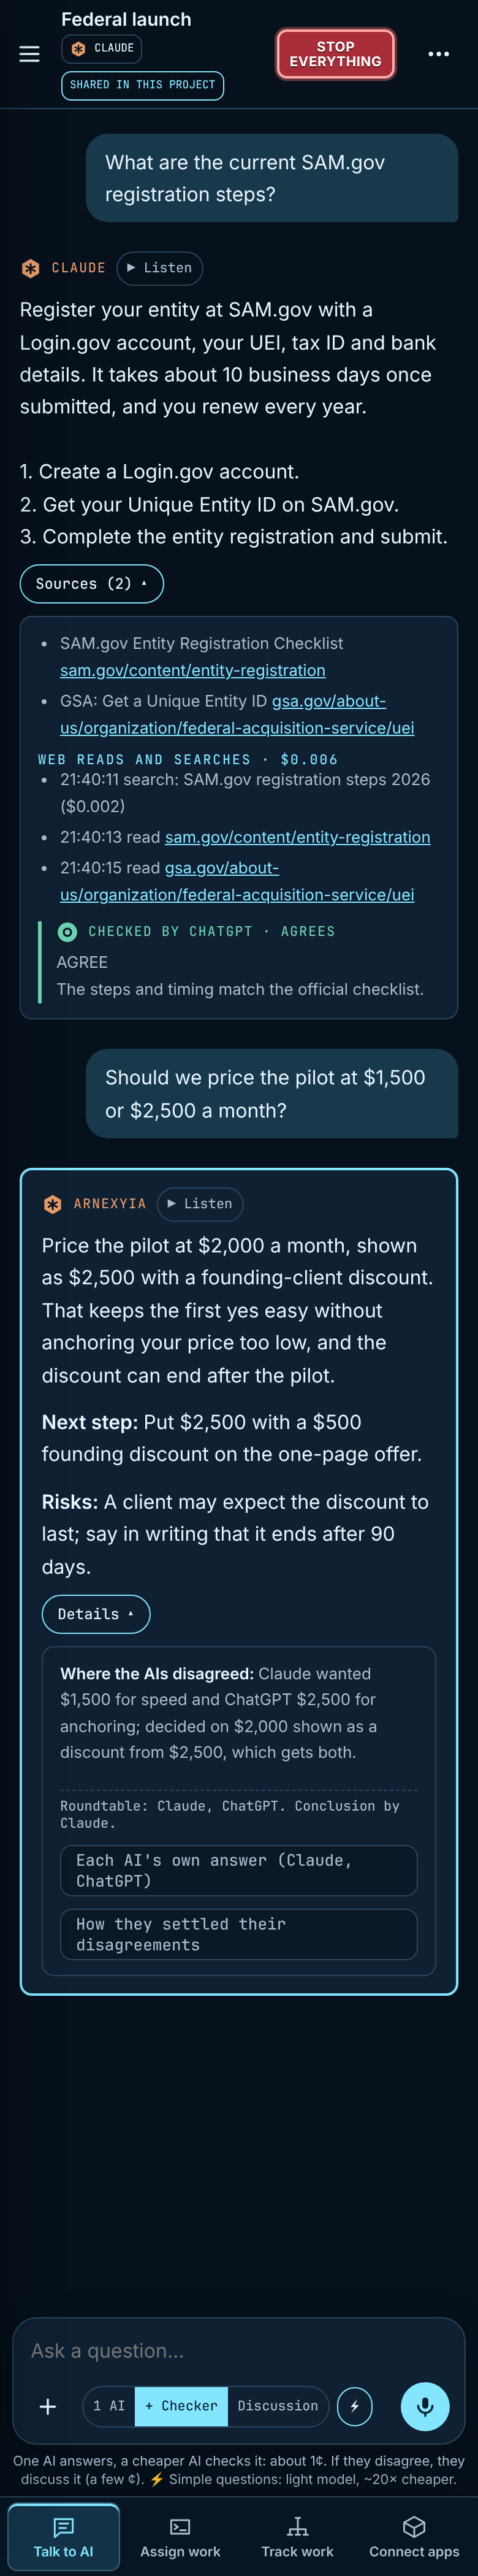 Federal launch
CLAUDE
SHARED IN THIS PROJECT
STOP
EVERYTHING
What are the current SAM.gov
registration steps?
CLAUDE
▶ Listen
Register your entity at SAM.gov with a
Login.gov account, your UEI, tax ID and bank
details. It takes about 10 business days once
submitted, and you renew every year.
1. Create a Login.gov account.
2. Get your Unique Entity ID on SAM.gov.
3. Complete the entity registration and submit.
Sources (2) ▴
• SAM.gov Entity Registration Checklist
sam.gov/content/entity-registration
• GSA: Get a Unique Entity ID gsa.gov/about-
us/organization/federal-acquisition-service/uei
WEB READS AND SEARCHES · $0.006
• 21:40:11 search: SAM.gov registration steps 2026
($0.002)
• 21:40:13 read sam.gov/content/entity-registration
• 21:40:15 read gsa.gov/about-
us/organization/federal-acquisition-service/uei
CHECKED BY CHATGPT · AGREES
AGREE
The steps and timing match the official checklist.
Should we price the pilot at $1,500
or $2,500 a month?
ARNEXYIA
▶ Listen
Price the pilot at $2,000 a month, shown
as $2,500 with a founding-client discount.
That keeps the first yes easy without
anchoring your price too low, and the
discount can end after the pilot.
Next step: Put $2,500 with a $500
founding discount on the one-page offer.
Risks: A client may expect the discount to
last; say in writing that it ends after 90
days.
Details ▴
Where the AIs disagreed: Claude wanted
$1,500 for speed and ChatGPT $2,500 for
anchoring; decided on $2,000 shown as a
discount from $2,500, which gets both.
Roundtable: Claude, ChatGPT. Conclusion by
Claude.
Each AI's own answer (Claude,
ChatGPT)
How they settled their
disagreements
Ask a question...
1 AI
+ Checker
Discussion
One AI answers, a cheaper AI checks it: about 1¢. If they disagree, they
discuss it (a few ¢). ⚡ Simple questions: light model, ~20× cheaper.
Talk to AI
Assign work
Track work
Connect apps